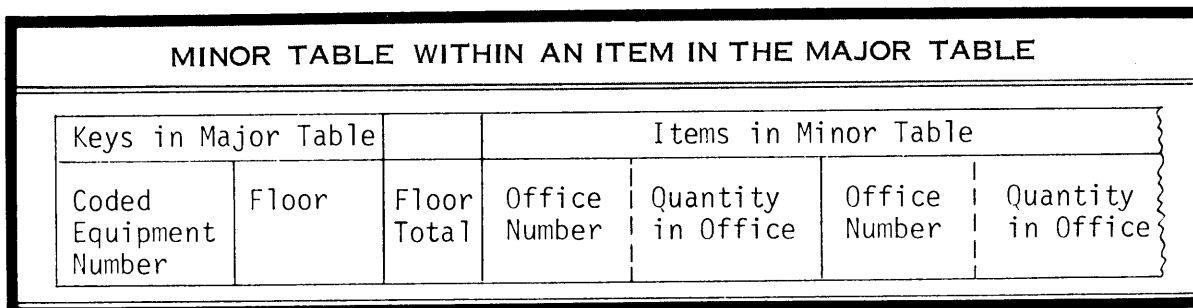 MINOR TABLE WITHIN AN ITEM IN THE MAJOR TABLE
Keys in Major Table Items in Minor Table
Coded Floor Floor Office Quantity Office Quantity
Equipment Total Number in Office Number in Office
Number